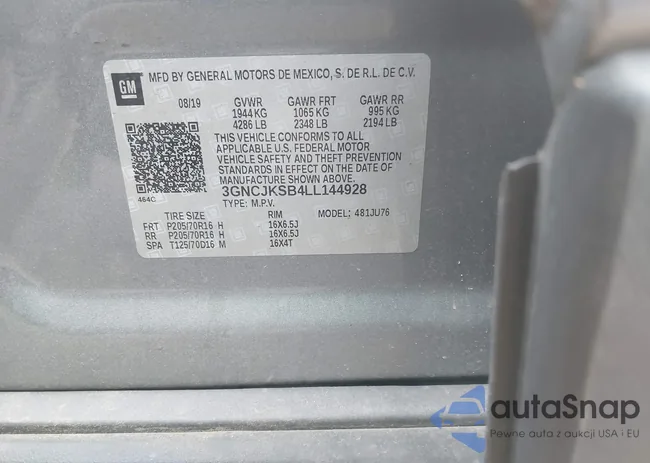 GM
MFD BY GENERAL MOTORS DE MEXICO, S. DE R.L. DE C.V.
08/19 GVWR GAWR FRT GAWR RR
1944 KG 1065 KG 995 KG
4286 LB 2348 LB 2194 LB
THIS VEHICLE CONFORMS TO ALL
APPLICABLE U.S. FEDERAL MOTOR
VEHICLE SAFETY AND THEFT PREVENTION
STANDARDS IN EFFECT ON THE DATE OF
MANUFACTURE SHOWN ABOVE.
3GNCJKSB4LL144928
464C
TYPE: M.P.V. MODEL: 481JU76
TIRE SIZE RIM
FRT P205/70R16 H 16X6.5J
RR P205/70R16 H 16X6.5J
SPA T125/70D16 M 16X4T
autaSnap
Pewne auta z aukcji USA i EU